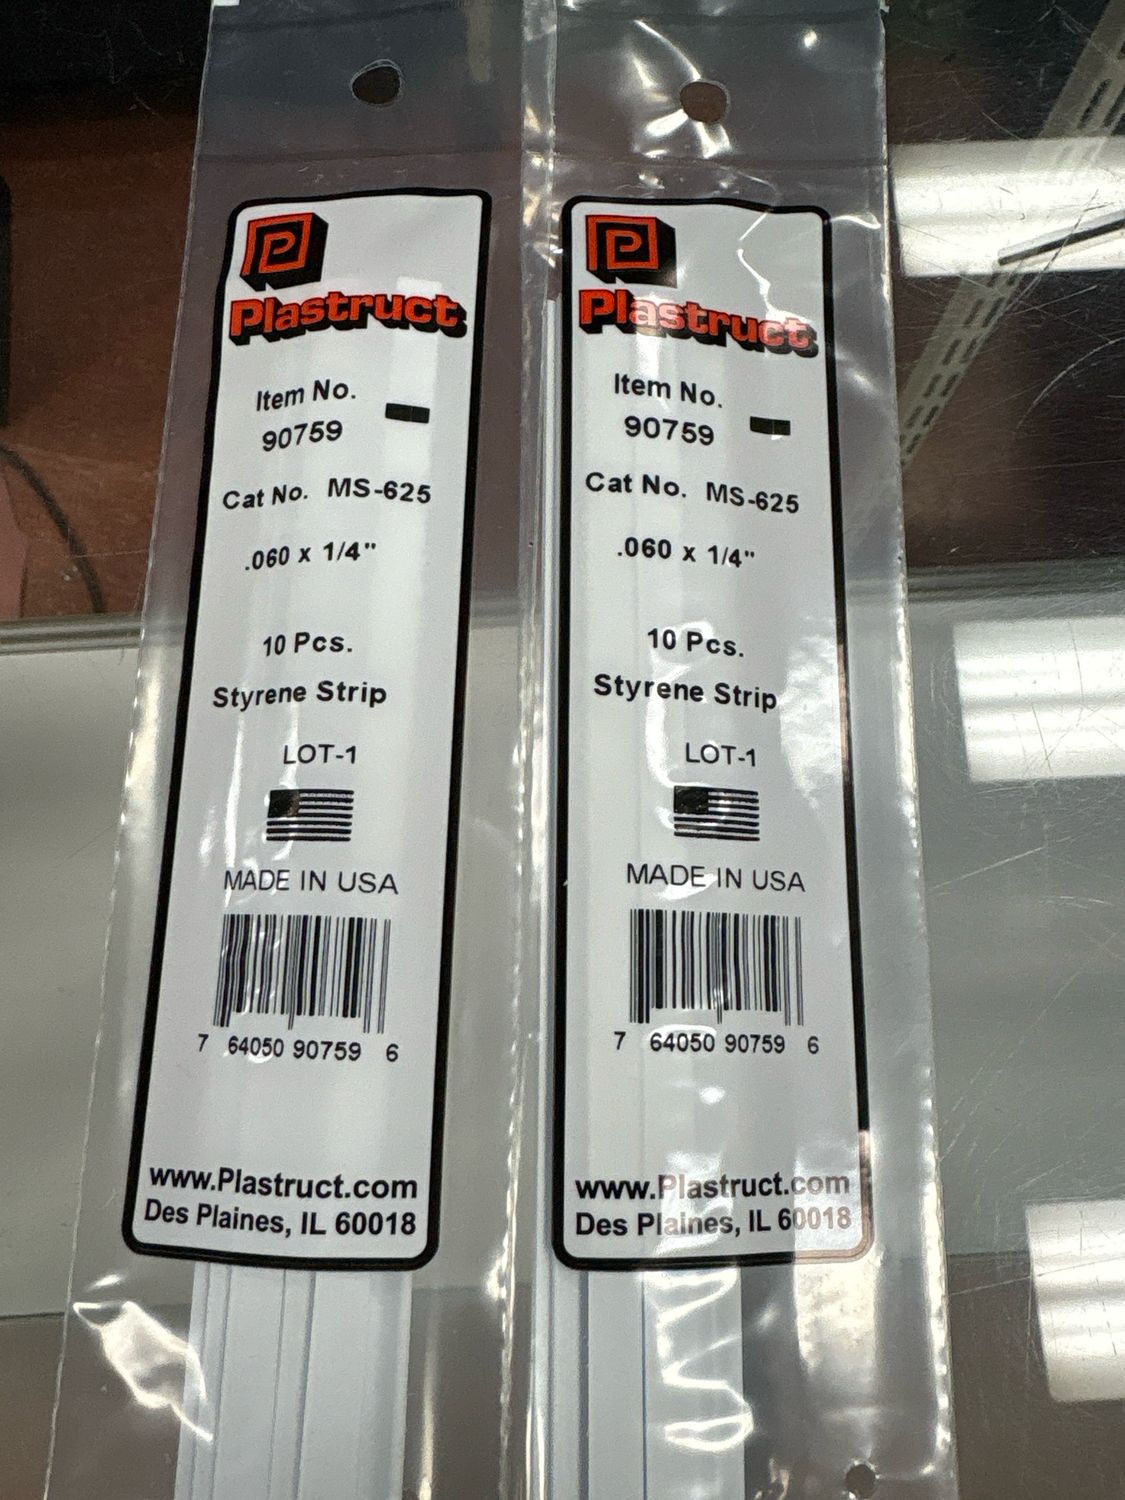 P
Plastruct
Item No.
90759
Cat No. MS-625
.060 x 1/4"
10 Pcs.
Styrene Strip
LOT-1
MADE IN USA
7 64050 90759 6
www.Plastruct.com
Des Plaines, IL 60018
P
Plastruct
Item No.
90759
Cat No. MS-625
.060 x 1/4"
10 Pcs.
Styrene Strip
LOT-1
MADE IN USA
7 64050 90759 6
www.Plastruct.com
Des Plaines, IL 60018